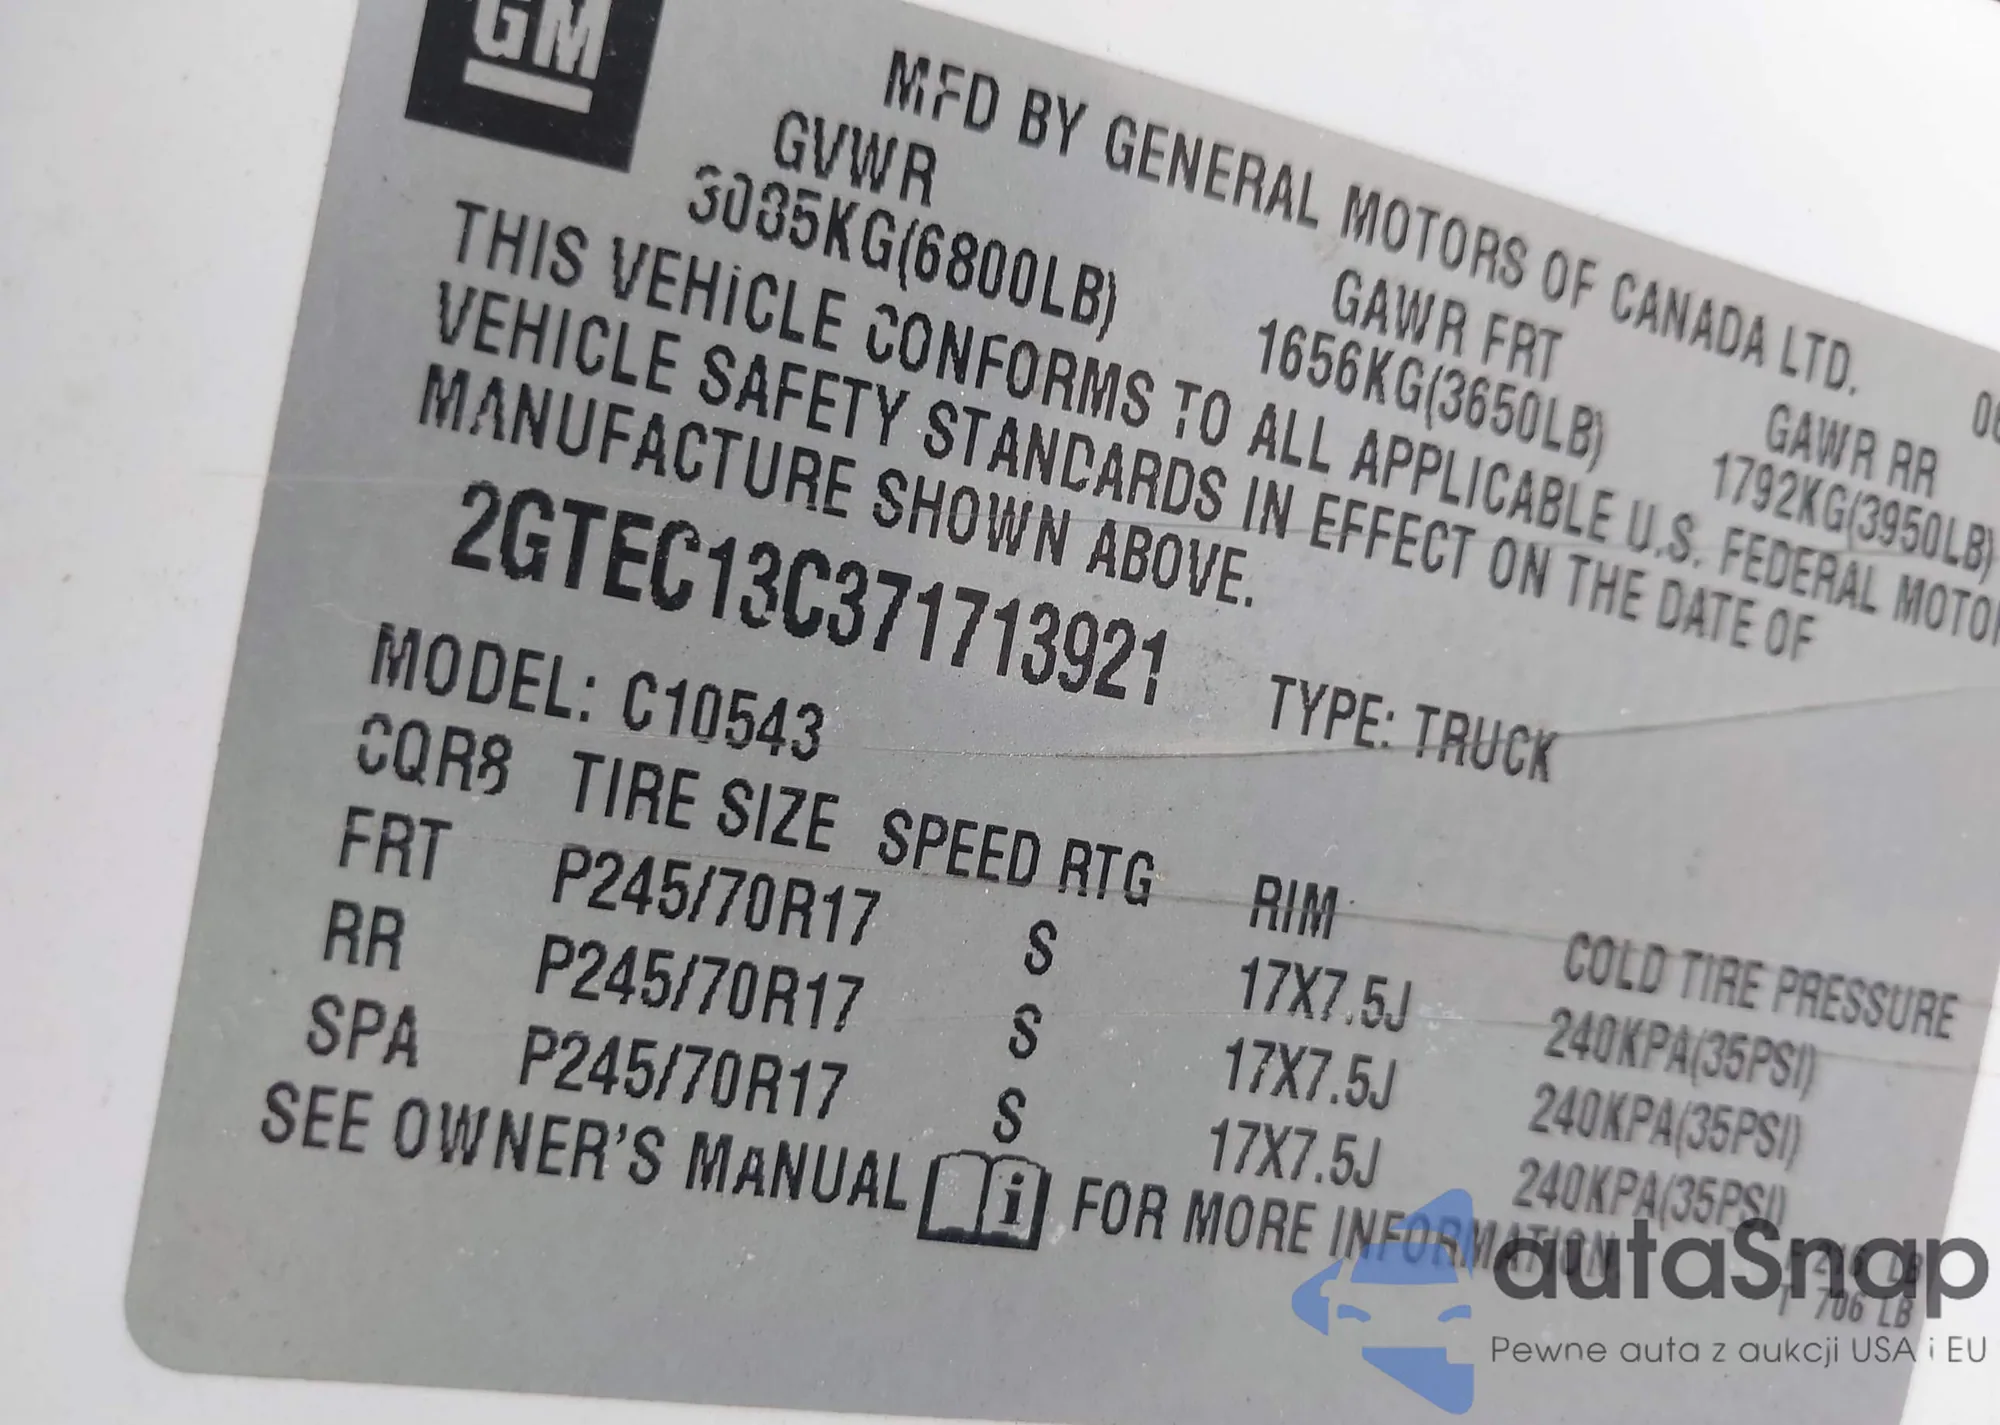 GM
MFD BY GENERAL MOTORS OF CANADA LTD. 06
GVWR GAWR FRT GAWR RR
3085KG(6800LB) 1656KG(3650LB) 1792KG(3950LB)
THIS VEHICLE CONFORMS TO ALL APPLICABLE U.S. FEDERAL MOTOR
VEHICLE SAFETY STANDARDS IN EFFECT ON THE DATE OF
MANUFACTURE SHOWN ABOVE.
2GTEC13C371713921 TYPE: TRUCK
MODEL: C10543
CQR8 TIRE SIZE SPEED RTG RIM COLD TIRE PRESSURE
FRT P245/70R17 S 17X7.5J 240KPA(35PSI)
RR P245/70R17 S 17X7.5J 240KPA(35PSI)
SPA P245/70R17 S 17X7.5J 240KPA(35PSI)
SEE OWNER'S MANUAL i FOR MORE INFORMATION.
T 706 LB
autaSnap
Pewne auta z aukcji USA i EU